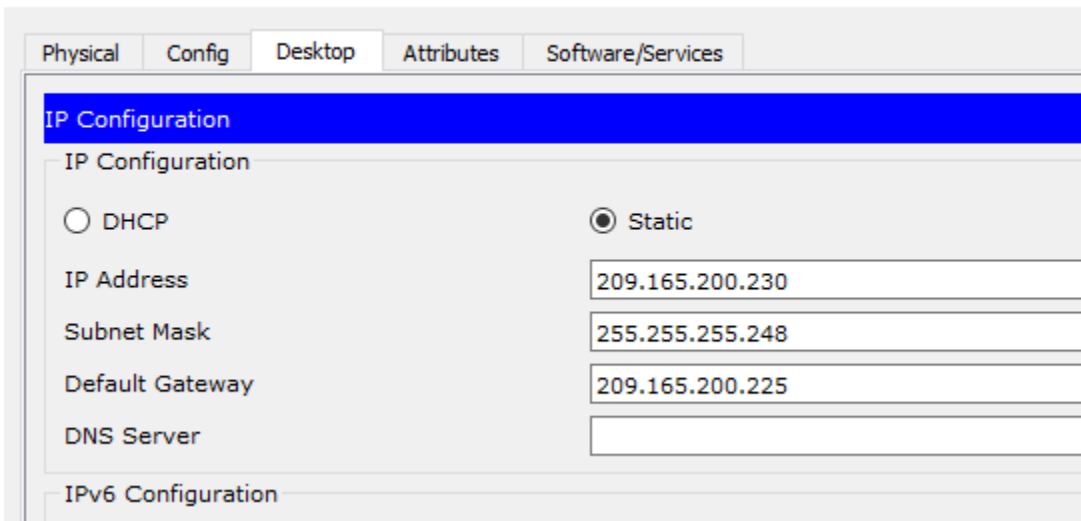 Physical Config Desktop Attributes Software/Services
IP Configuration
IP Configuration
DHCP Static
IP Address 209.165.200.230
Subnet Mask 255.255.255.248
Default Gateway 209.165.200.225
DNS Server
IPv6 Configuration